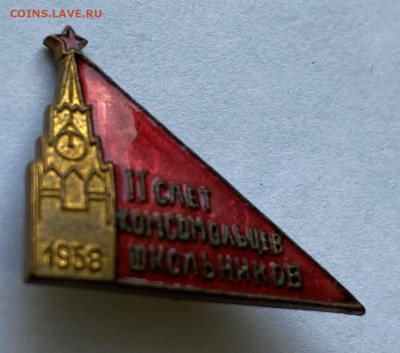 COINS.LAVE.RU
II СЛЕТ
КОМСОМОЛЬЦЕВ
ШКОЛЬНИКОВ
1958